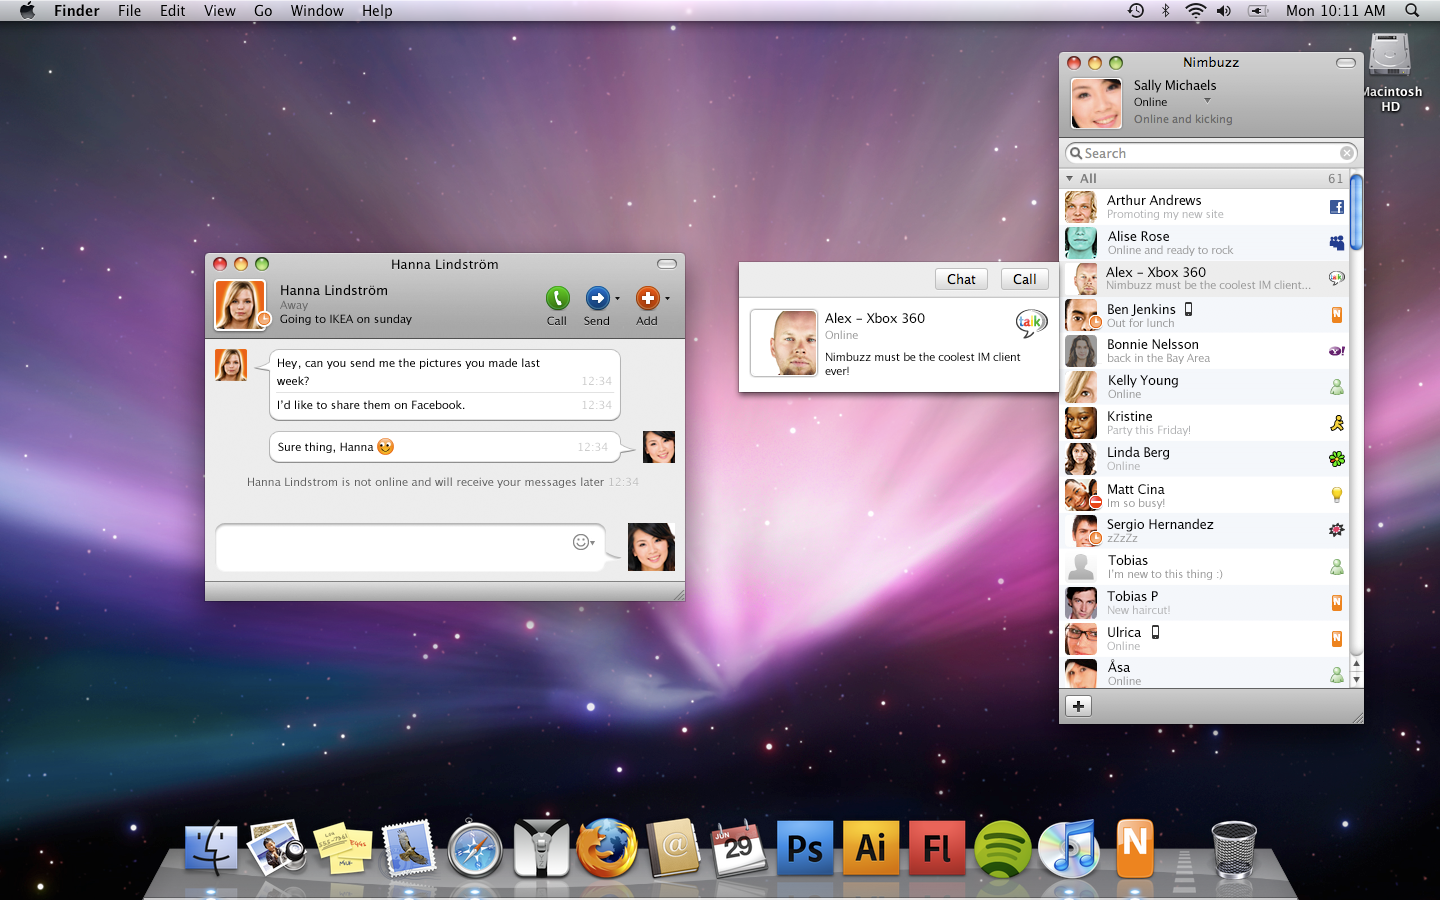 Finder File Edit View Go Window Help
Mon 10:11 AM
Macintosh
HD
Nimbuzz
Sally Michaels
Online
Online and kicking
Search
All 61
Arthur Andrews
Promoting my new site
Alise Rose
Online and ready to rock
Alex – Xbox 360
Nimbuzz must be the coolest IM client...
talk
Ben Jenkins
Out for lunch
N
Bonnie Nelsson
back in the Bay Area
Y!
Kelly Young
Online
Kristine
Party this Friday!
Linda Berg
Online
Matt Cina
Im so busy!
Sergio Hernandez
zZzZz
Tobias
I'm new to this thing :)
Tobias P
New haircut!
N
Ulrica
Online
N
Åsa
Online
Chat Call
Alex – Xbox 360
Online
talk
Nimbuzz must be the coolest IM client
ever!
Hanna Lindström
Hanna Lindström
Away
Going to IKEA on sunday
Call Send Add
Hey, can you send me the pictures you made last
week? 12:34
I'd like to share them on Facebook. 12:34
Sure thing, Hanna 12:34
Hanna Lindstrom is not online and will receive your messages later 12:34
EGGS
MILK
@
JUN
29
Ps
Ai
Fl
N